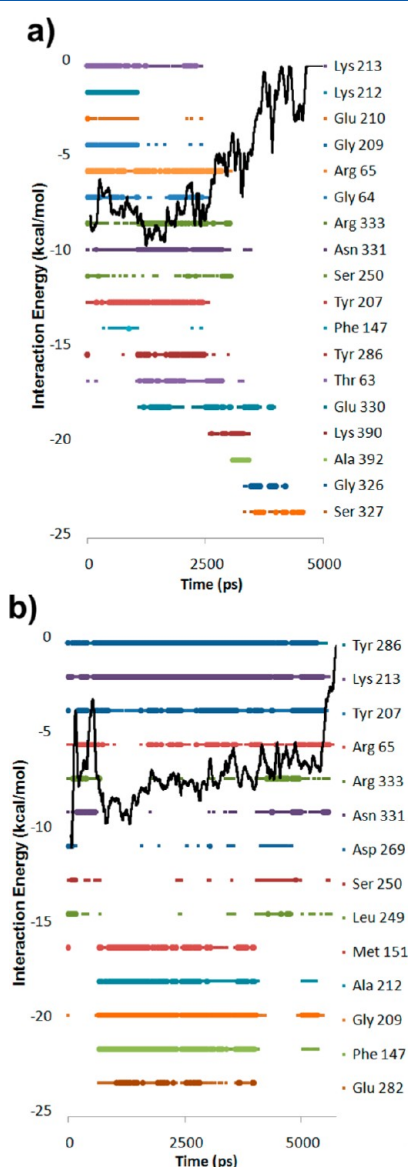 a)
Interaction Energy (kcal/mol)
0
-5
-10
-15
-20
-25
Lys 213
Lys 212
Glu 210
Gly 209
Arg 65
Gly 64
Arg 333
Asn 331
Ser 250
Tyr 207
Phe 147
Tyr 286
Thr 63
Glu 330
Lys 390
Ala 392
Gly 326
Ser 327
0 2500 5000
Time (ps)
b)
Interaction Energy (kcal/mol)
0
-5
-10
-15
-20
-25
Tyr 286
Lys 213
Tyr 207
Arg 65
Arg 333
Asn 331
Asp 269
Ser 250
Leu 249
Met 151
Ala 212
Gly 209
Phe 147
Glu 282
0 2500 5000
Time (ps)